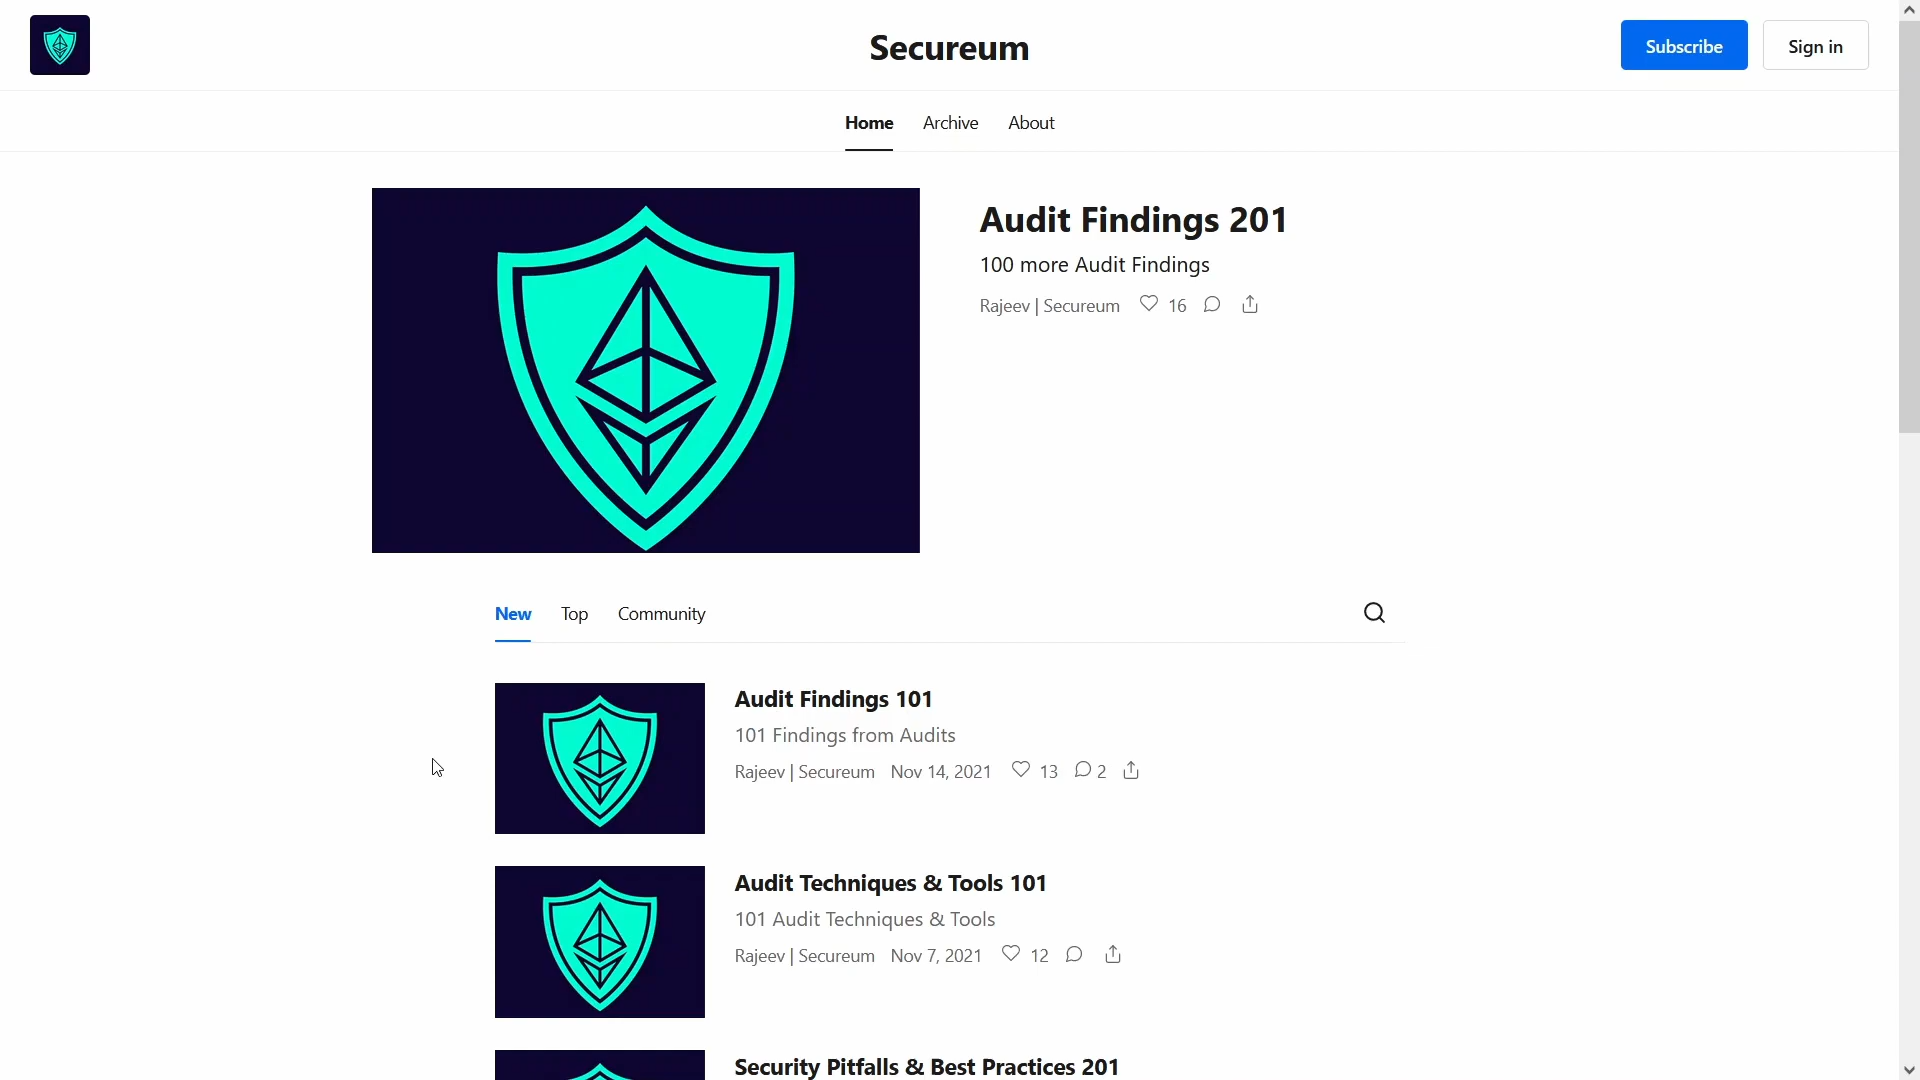 Secureum
Subscribe
Sign in
Home
Archive
About
Audit Findings 201
100 more Audit Findings
Rajeev | Secureum
16
New
Top
Community
Audit Findings 101
101 Findings from Audits
Rajeev | Secureum Nov 14, 2021 13 2
Audit Techniques & Tools 101
101 Audit Techniques & Tools
Rajeev | Secureum Nov 7, 2021 12
Security Pitfalls & Best Practices 201